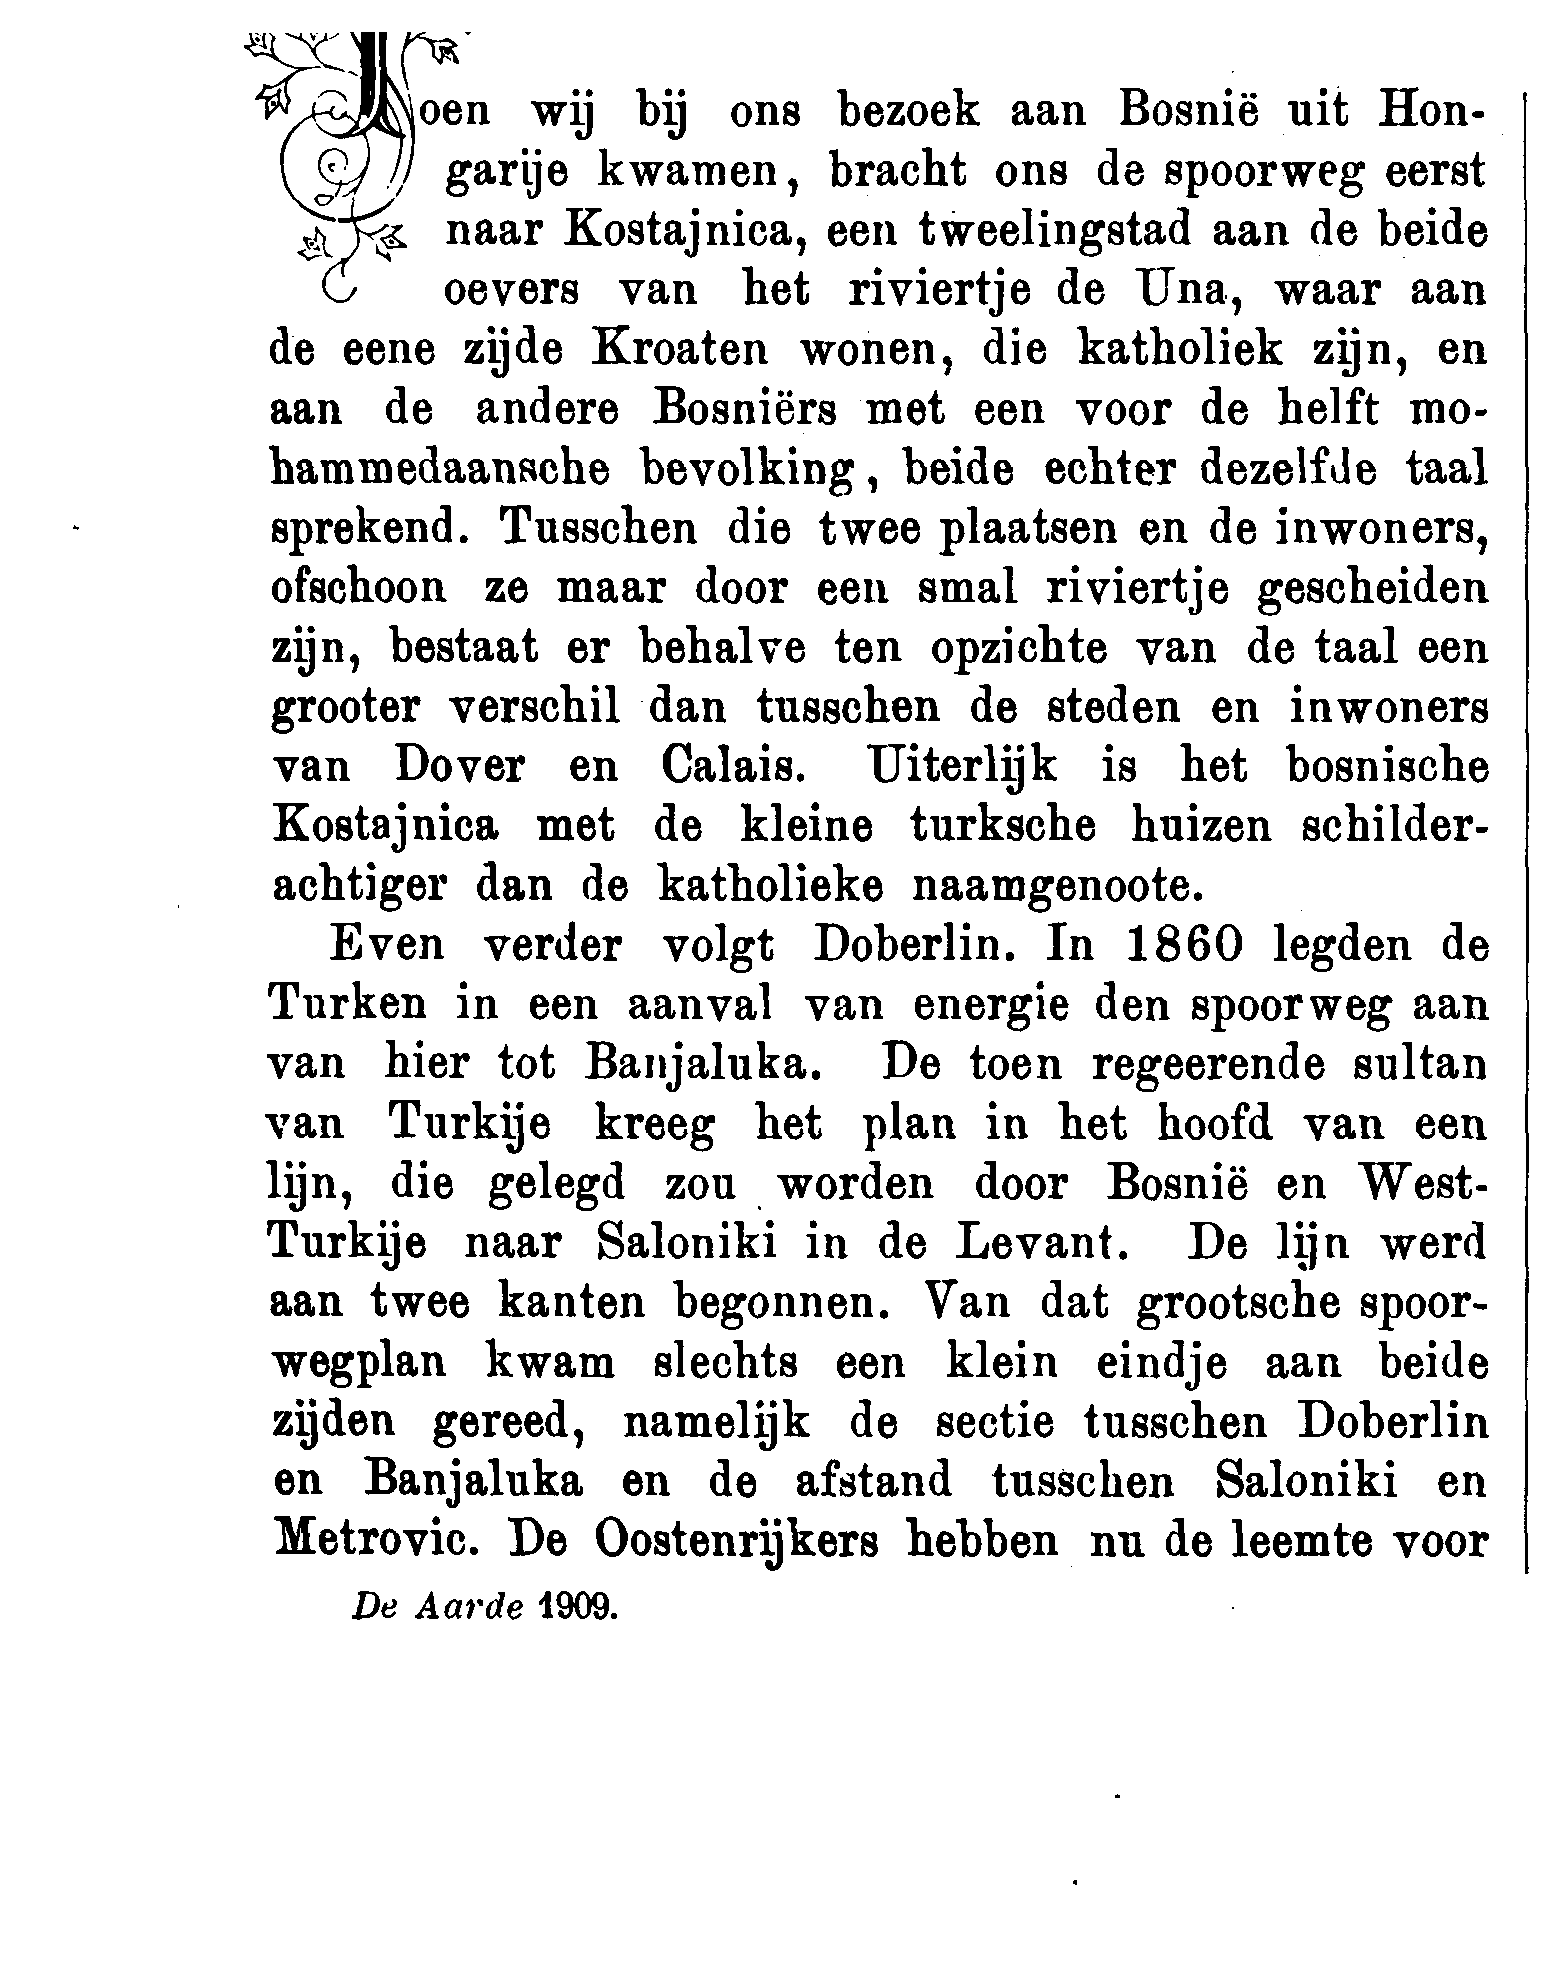 Toen wij bij ons bezoek aan Bosnië uit Hon-
garije kwamen, bracht ons de spoorweg eerst
naar Kostajnica, een tweelingstad aan de beide
oevers van het riviertje de Una, waar aan
de eene zijde Kroaten wonen, die katholiek zijn, en
aan de andere Bosniërs met een voor de helft mo-
hammedaansche bevolking, beide echter dezelfde taal
sprekend. Tusschen die twee plaatsen en de inwoners,
ofschoon ze maar door een smal riviertje gescheiden
zijn, bestaat er behalve ten opzichte van de taal een
grooter verschil dan tusschen de steden en inwoners
van Dover en Calais. Uiterlijk is het bosnische
Kostajnica met de kleine turksche huizen schilder-
achtiger dan de katholieke naamgenoote.
Even verder volgt Doberlin. In 1860 legden de
Turken in een aanval van energie den spoorweg aan
van hier tot Banjaluka. De toen regeerende sultan
van Turkije kreeg het plan in het hoofd van een
lijn, die gelegd zou worden door Bosnië en West-
Turkije naar Saloniki in de Levant. De lijn werd
aan twee kanten begonnen. Van dat grootsche spoor-
wegplan kwam slechts een klein eindje aan beide
zijden gereed, namelijk de sectie tusschen Doberlin
en Banjaluka en de afstand tusschen Saloniki en
Metrovic. De Oostenrijkers hebben nu de leemte voor
De Aarde 1909.